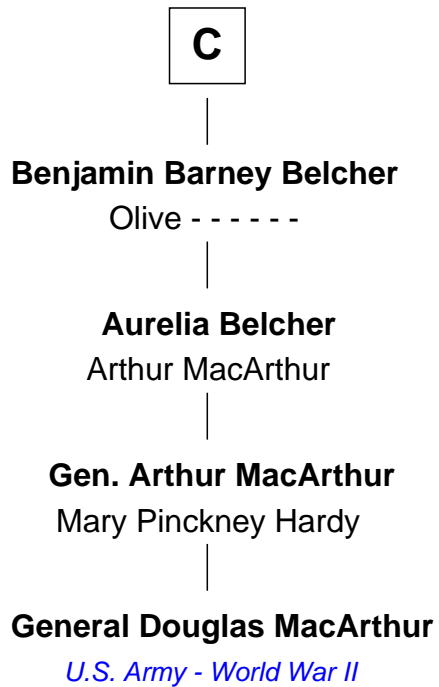 C
Benjamin Barney Belcher
Olive - - - - - -
Aurelia Belcher
Arthur MacArthur
Gen. Arthur MacArthur
Mary Pinckney Hardy
General Douglas MacArthur
U.S. Army - World War II